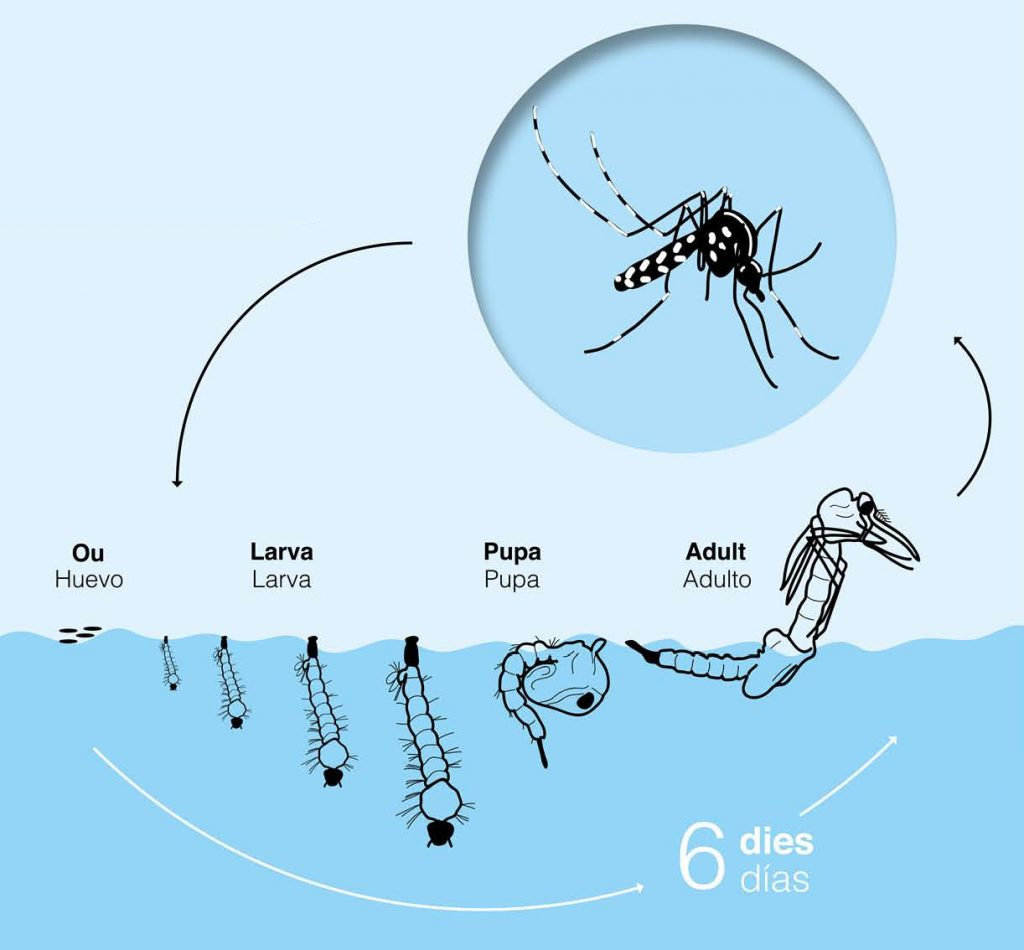 Ou
Huevo
Larva
Larva
Pupa
Pupa
Adult
Adulto
6 dies
días